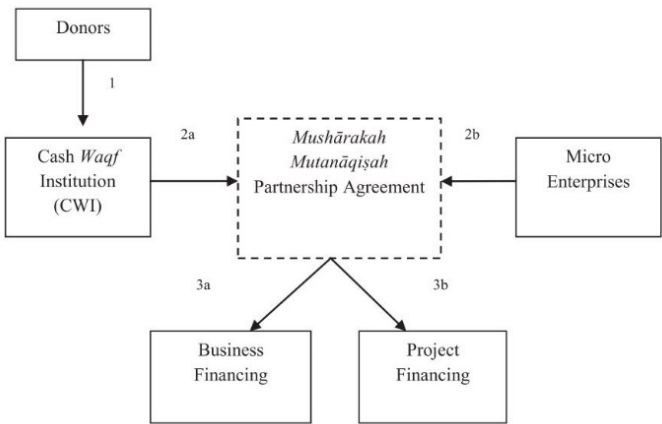 Donors
1
2a
2b
Cash Waqf
Institution
(CWI)
Mushārakah
Mutanāqiṣah
Partnership Agreement
Micro
Enterprises
3a
3b
Business
Financing
Project
Financing